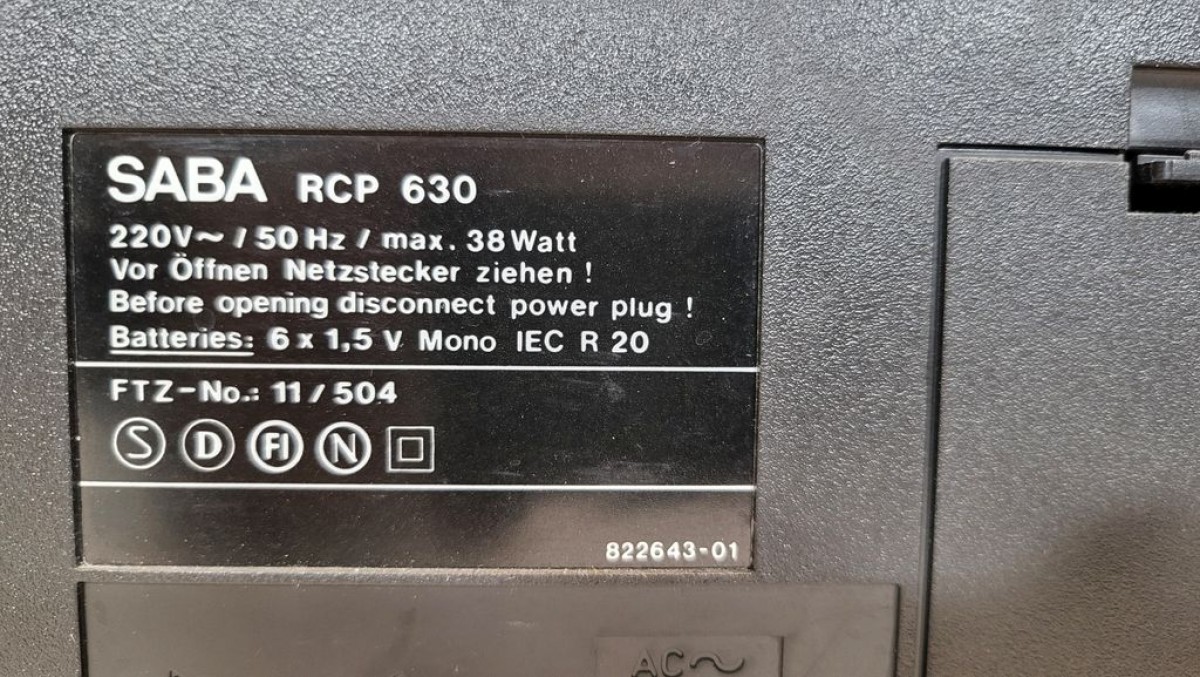 SABA RCP 630
220V~ / 50 Hz / max. 38 Watt
Vor Öffnen Netzstecker ziehen !
Before opening disconnect power plug !
Batteries: 6 x 1,5 V Mono IEC R 20
FTZ-No.: 11 / 504
S D FI N
822643-01
AC~